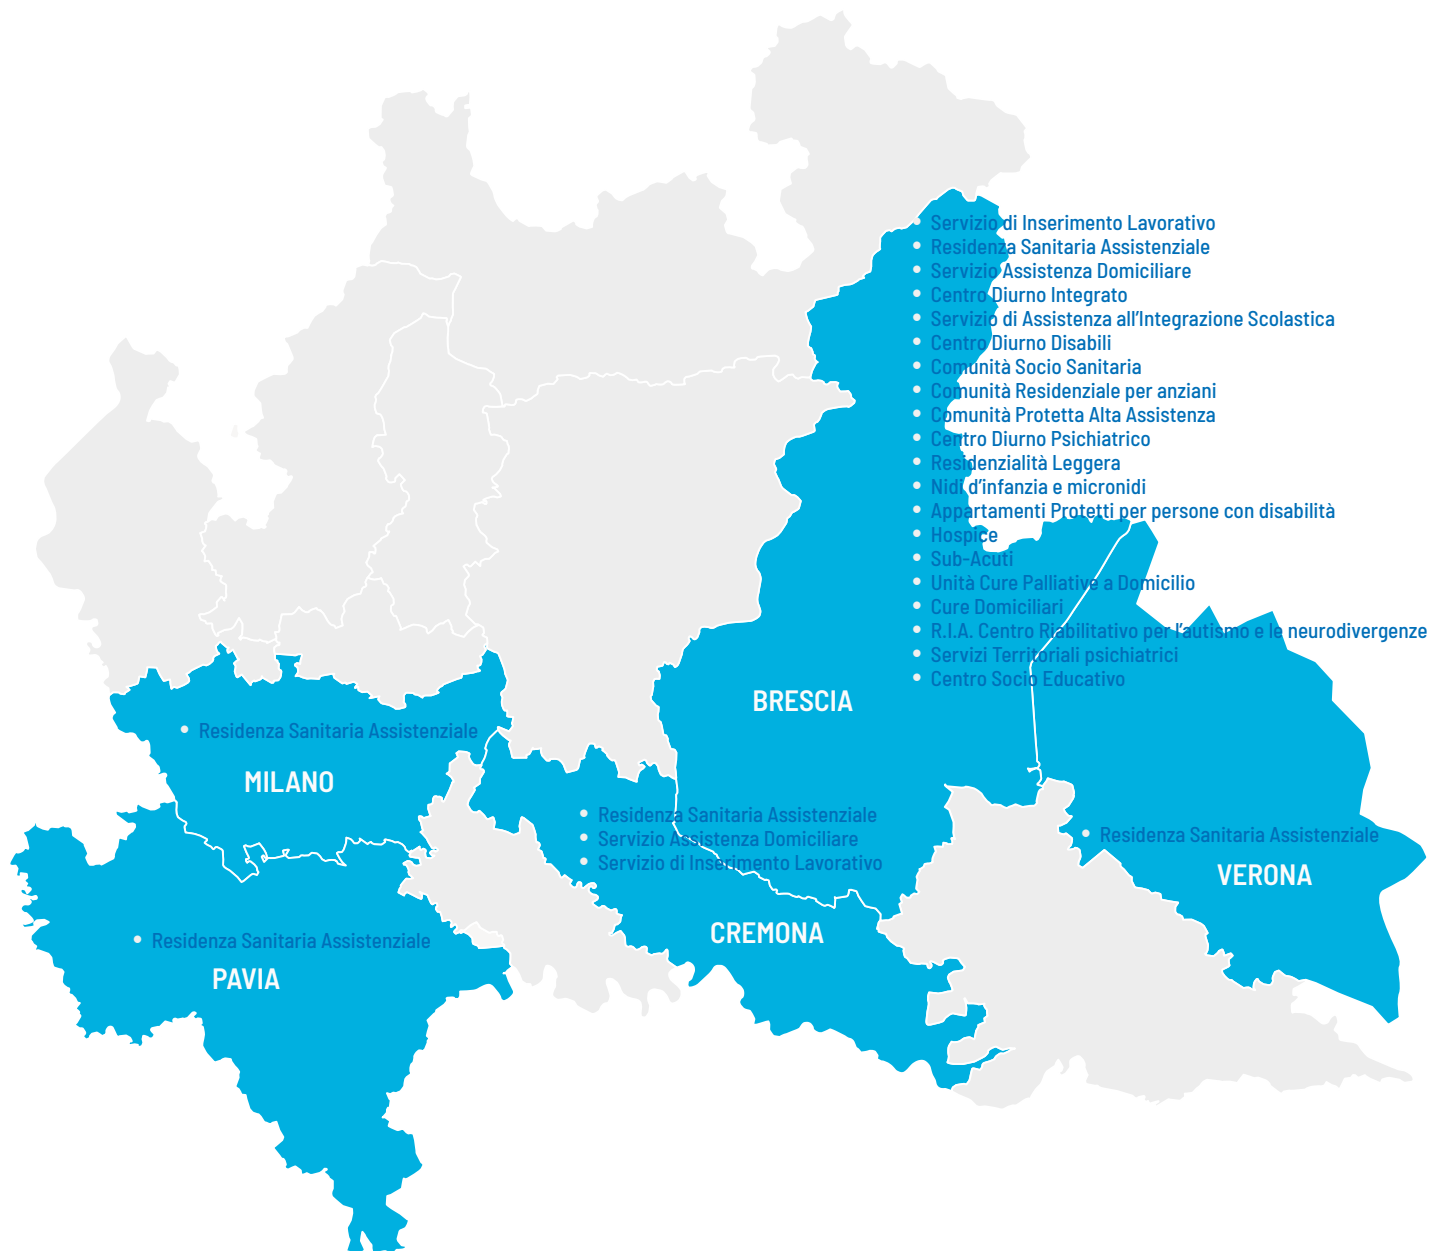 • Servizio di Inserimento Lavorativo
• Residenza Sanitaria Assistenziale
• Servizio Assistenza Domiciliare
• Centro Diurno Integrato
• Servizio di Assistenza all'Integrazione Scolastica
• Centro Diurno Disabili
• Comunità Socio Sanitaria
• Comunità Residenziale per anziani
• Comunità Protetta Alta Assistenza
• Centro Diurno Psichiatrico
• Residenzialità Leggera
• Nidi d'infanzia e micronidi
• Appartamenti Protetti per persone con disabilità
• Hospice
• Sub-Acuti
• Unità Cure Palliative a Domicilio
• Cure Domiciliari
• R.I.A. Centro Riabilitativo per l'autismo e le neurodivergenze
• Servizi Territoriali psichiatrici
• Centro Socio Educativo
BRESCIA
• Residenza Sanitaria Assistenziale
MILANO
• Residenza Sanitaria Assistenziale
• Servizio Assistenza Domiciliare
• Servizio di Inserimento Lavorativo
CREMONA
• Residenza Sanitaria Assistenziale
VERONA
• Residenza Sanitaria Assistenziale
PAVIA